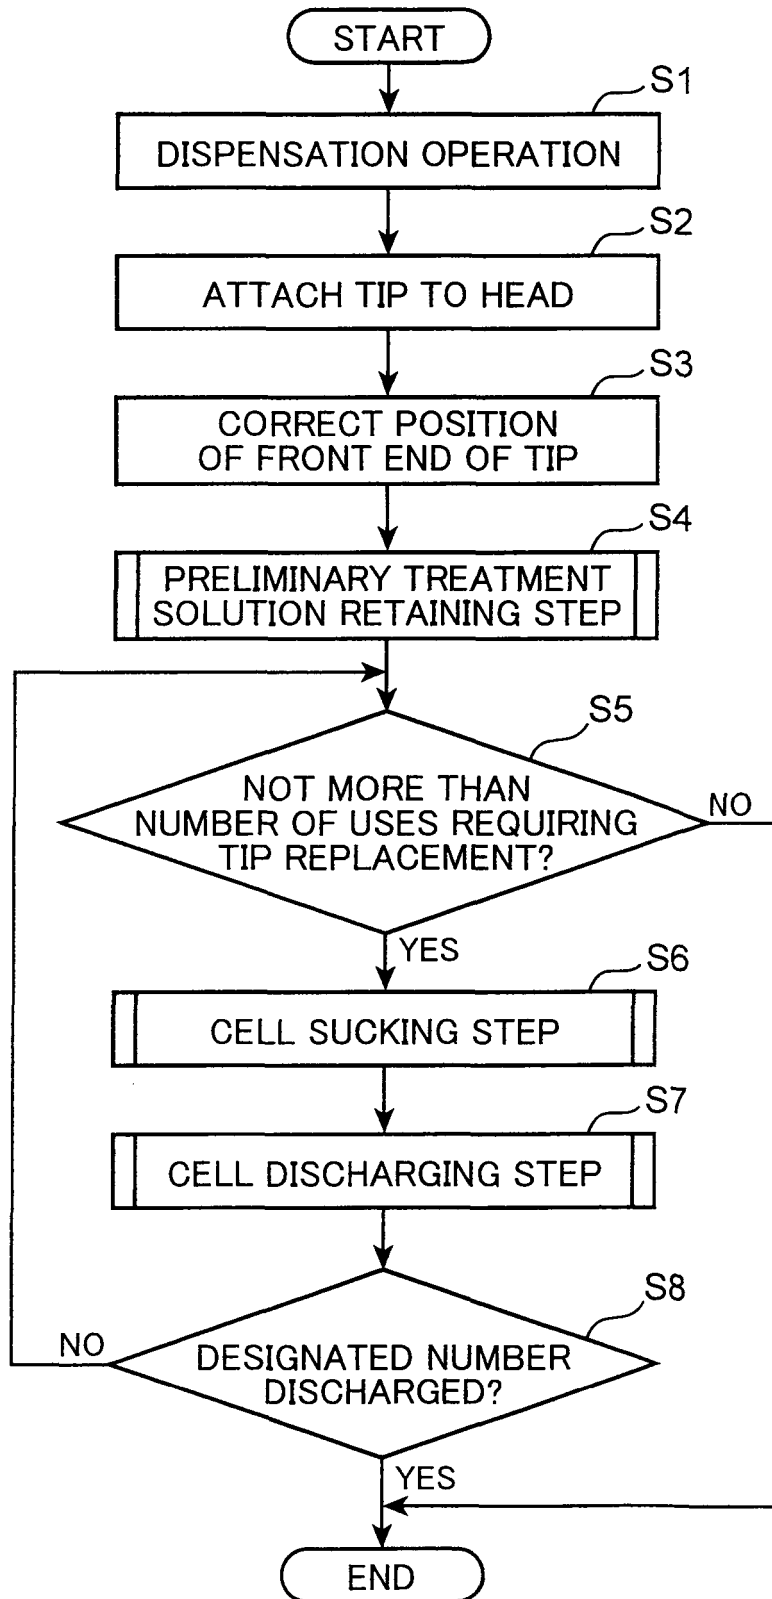 START
S1
DISPENSATION OPERATION
S2
ATTACH TIP TO HEAD
S3
CORRECT POSITION
OF FRONT END OF TIP
S4
PRELIMINARY TREATMENT
SOLUTION RETAINING STEP
S5
NOT MORE THAN
NUMBER OF USES REQUIRING
TIP REPLACEMENT?
NO
YES
S6
CELL SUCKING STEP
S7
CELL DISCHARGING STEP
S8
NO
DESIGNATED NUMBER
DISCHARGED?
YES
END